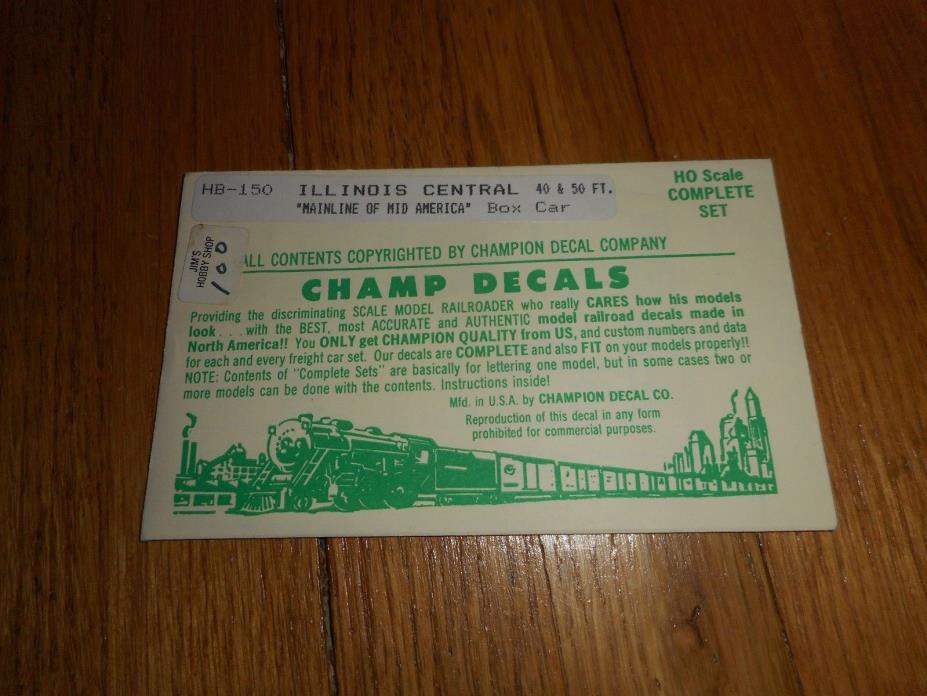 HB-150 ILLINOIS CENTRAL 40 & 50 FT.
"MAINLINE OF MID AMERICA" Box Car
HO Scale
COMPLETE
SET
JIM'S
HOBBY SHOP
100
ALL CONTENTS COPYRIGHTED BY CHAMPION DECAL COMPANY
CHAMP DECALS
Providing the discriminating SCALE MODEL RAILROADER who really CARES how his models
look . . . with the BEST, most ACCURATE and AUTHENTIC model railroad decals made in
North America!! You ONLY get CHAMPION QUALITY from US, and custom numbers and data
for each and every freight car set. Our decals are COMPLETE and also FIT on your models properly!!
NOTE: Contents of "Complete Sets" are basically for lettering one model, but in some cases two or
more models can be done with the contents. Instructions inside!
Mfd. in U.S.A. by CHAMPION DECAL CO.
Reproduction of this decal in any form
prohibited for commercial purposes.